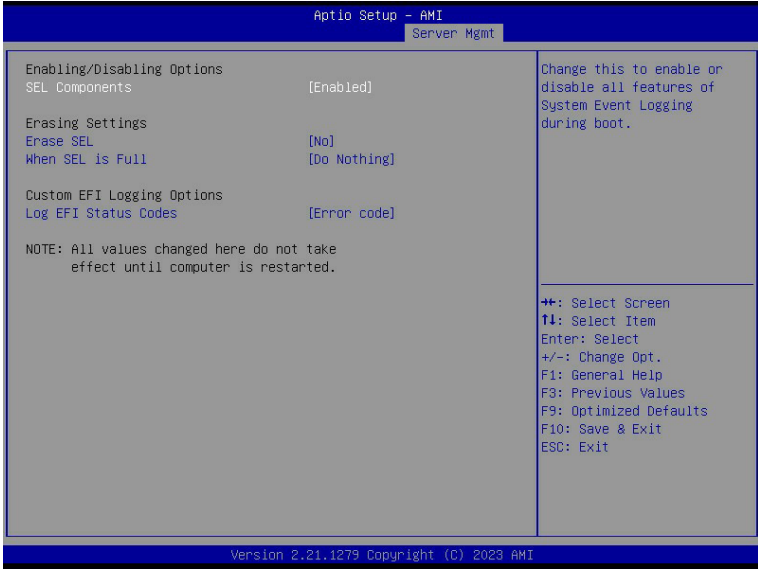 Aptio Setup – AMI
Server Mgmt
Enabling/Disabling Options
SEL Components [Enabled]
Erasing Settings
Erase SEL [No]
When SEL is Full [Do Nothing]
Custom EFI Logging Options
Log EFI Status Codes [Error code]
NOTE: All values changed here do not take
effect until computer is restarted.
Change this to enable or
disable all features of
System Event Logging
during boot.
→←: Select Screen
↑↓: Select Item
Enter: Select
+/-: Change Opt.
F1: General Help
F3: Previous Values
F9: Optimized Defaults
F10: Save & Exit
ESC: Exit
Version 2.21.1279 Copyright (C) 2023 AMI